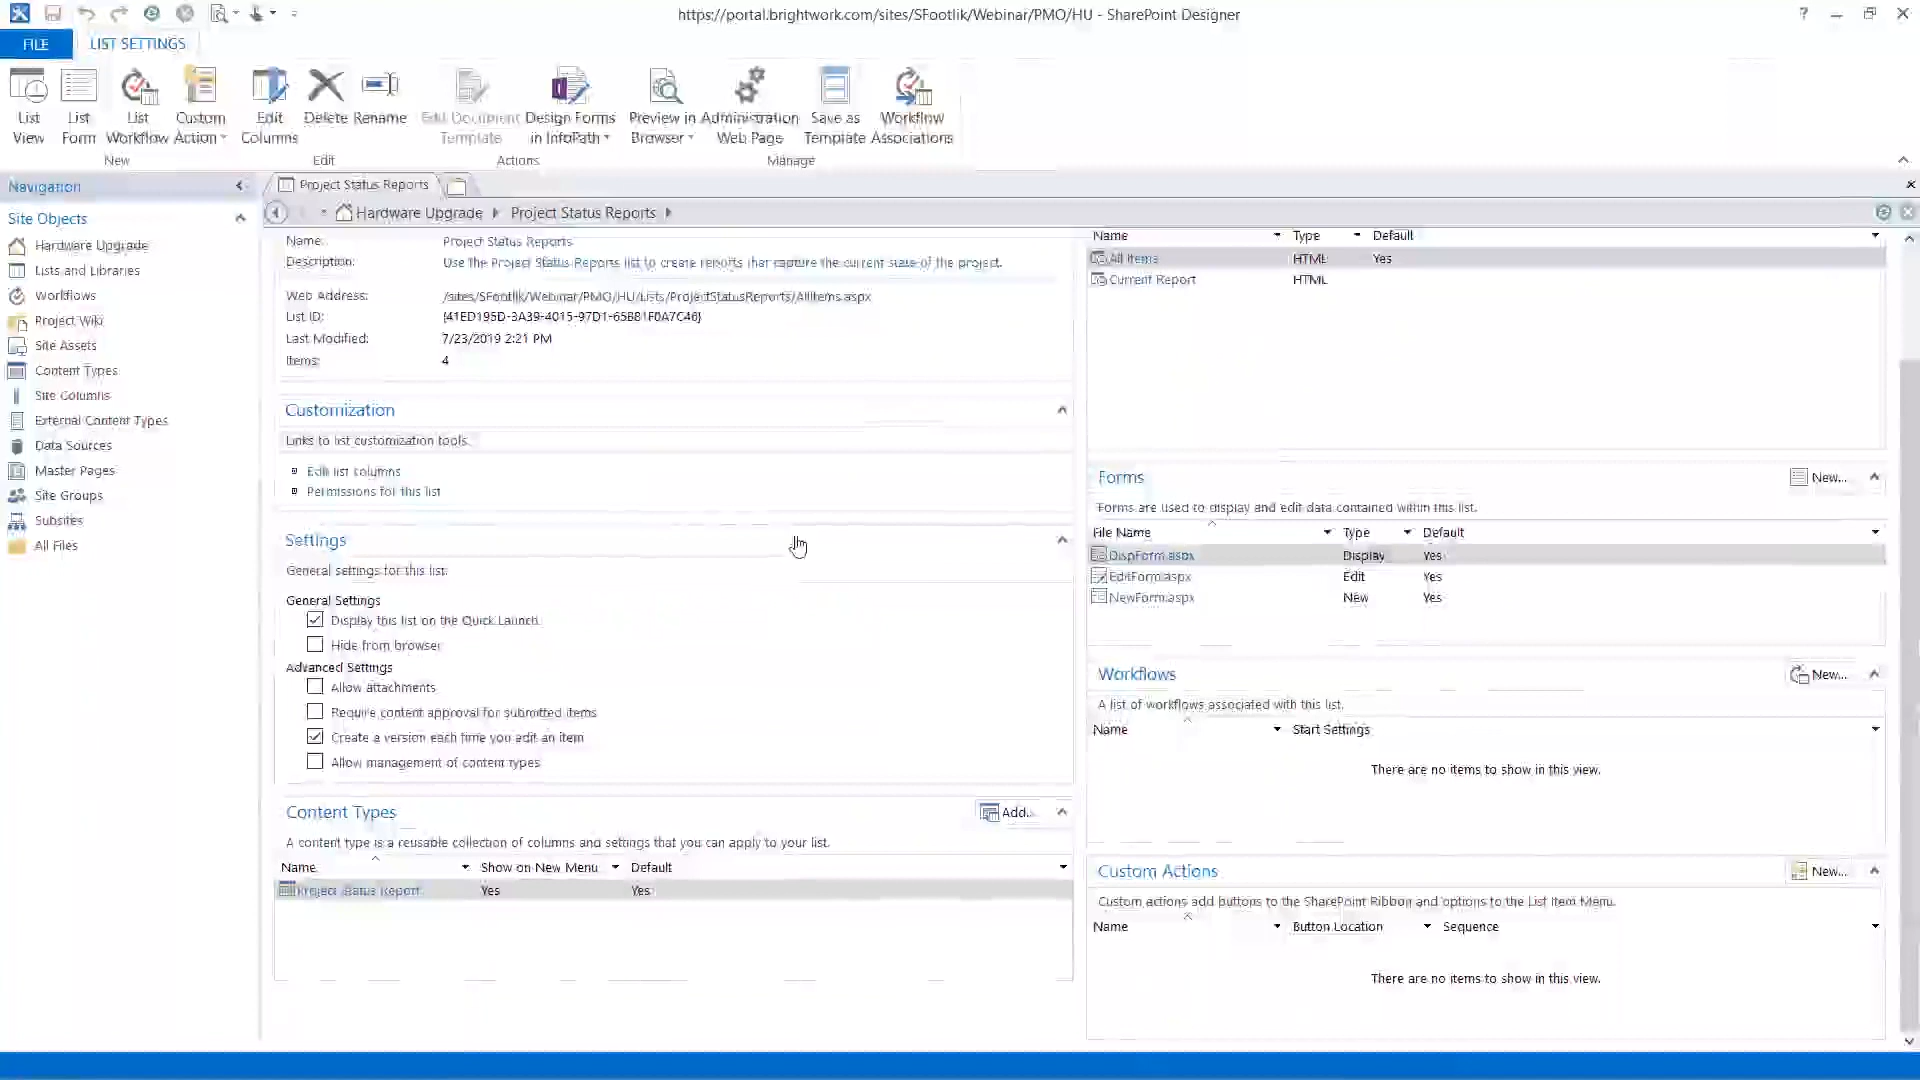 https://portal.brightwork.com/sites/SFootlik/Webinar/PMO/HU - SharePoint Designer
?
FILE
LIST SETTINGS
List View
List Form
List Workflow
Custom Action
Edit Columns
Delete
Rename
Edit Document Template
Design Forms in InfoPath
Preview in Browser
Administration Web Page
Save as Template
Workflow Associations
New
Edit
Actions
Manage
Navigation
Project Status Reports
Hardware Upgrade
Project Status Reports
Site Objects
Hardware Upgrade
Lists and Libraries
Workflows
Project Wiki
Site Assets
Content Types
Site Columns
External Content Types
Data Sources
Master Pages
Site Groups
Subsites
All Files
Name: Project Status Reports
Description: Use the Project Status Reports list to create reports that capture the current state of the project.
Web Address: /sites/SFootlik/Webinar/PMO/HU/Lists/ProjectStatusReports/AllItems.aspx
List ID: {41ED195D-3A39-4015-97D1-65B81F0A7C46}
Last Modified: 7/23/2019 2:21 PM
Items: 4
Customization
Links to list customization tools.
Edit list columns
Permissions for this list
Settings
General settings for this list.
General Settings
Display this list on the Quick Launch
Hide from browser
Advanced Settings
Allow attachments
Require content approval for submitted items
Create a version each time you edit an item
Allow management of content types
Content Types
Add...
A content type is a reusable collection of columns and settings that you can apply to your list.
Name Show on New Menu Default
Project Status Report Yes Yes
Name Type Default
All Items HTML Yes
Current Report HTML
Forms
New...
Forms are used to display and edit data contained within this list.
File Name Type Default
DispForm.aspx Display Yes
EditForm.aspx Edit Yes
NewForm.aspx New Yes
Workflows
New...
A list of workflows associated with this list.
Name Start Settings
There are no items to show in this view.
Custom Actions
New...
Custom actions add buttons to the SharePoint Ribbon and options to the List Item Menu.
Name Button Location Sequence
There are no items to show in this view.